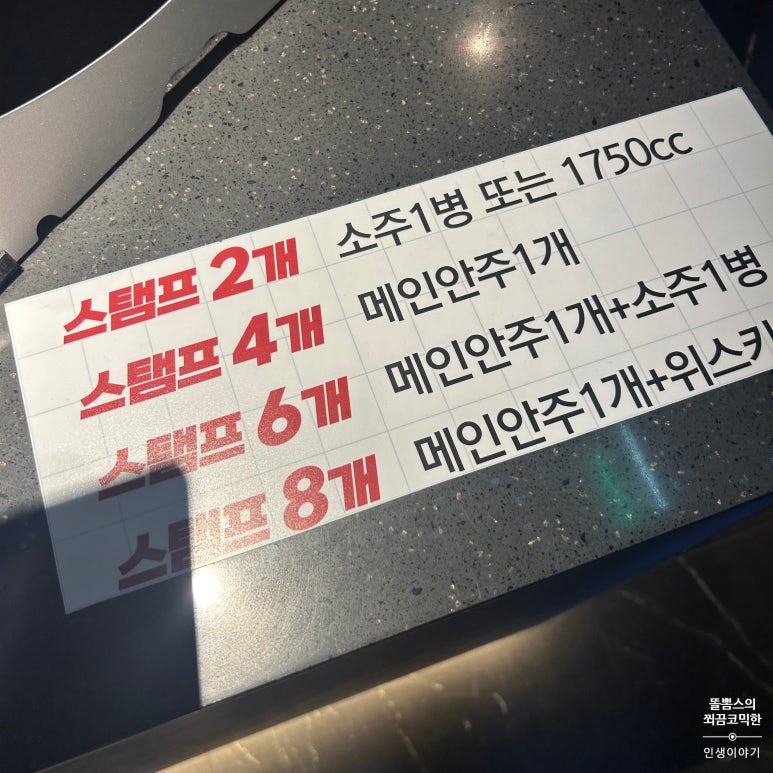 스탬프 2개 소주1병 또는 1750cc
스탬프 4개 메인안주1개
스탬프 6개 메인안주1개+소주1병
스탬프 8개 메인안주1개+위스키
똘뿜스의
쬐끔코믹한
인생이야기